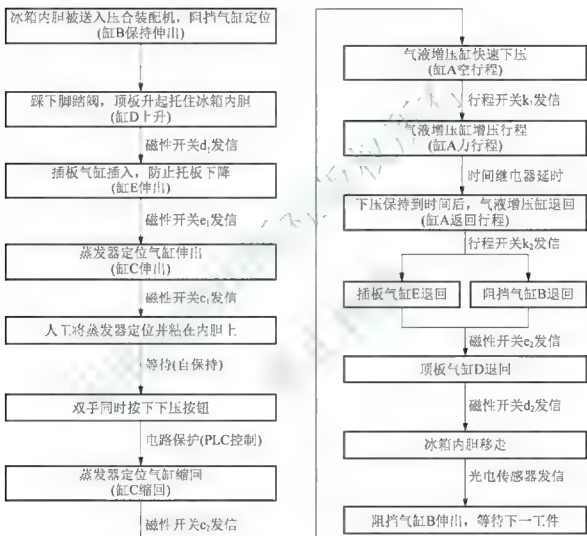 冰箱内胆被送入压合装配机，阻挡气缸定位
(缸B保持伸出)
踩下脚踏阀，顶板升起托住冰箱内胆
(缸D上升)
磁性开关d₁发信
插板气缸插入，防止托板下降
(缸E伸出)
磁性开关e₁发信
蒸发器定位气缸伸出
(缸C伸出)
磁性开关c₁发信
人工将蒸发器定位并粘在内胆上
等待(自保持)
双手同时按下下压按钮
电路保护(PLC控制)
蒸发器定位气缸缩回
(缸C缩回)
磁性开关c₂发信
气液增压缸快速下压
(缸A空行程)
行程开关k₁发信
气液增压缸增压行程
(缸A力行程)
时间继电器延时
下压保持到时间后，气液增压缸退回
(缸A返回行程)
行程开关k₂发信
插板气缸E退回
阻挡气缸B退回
磁性开关e₂发信
顶板气缸D退回
磁性开关d₂发信
冰箱内胆移走
光电传感器发信
阻挡气缸B伸出，等待下一工件